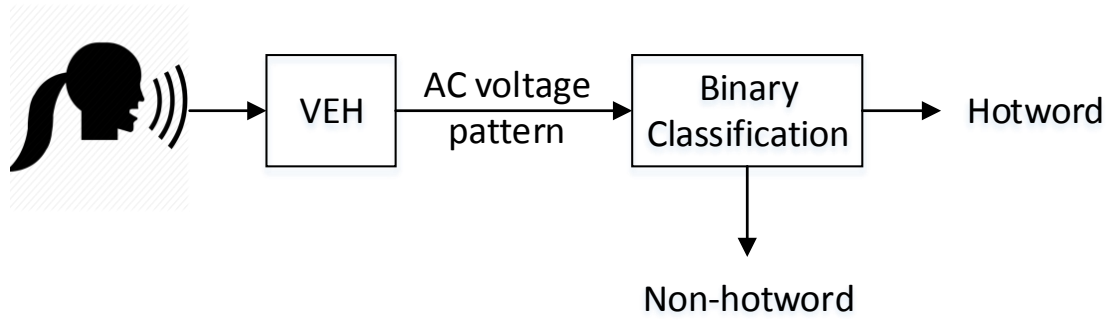 VEH
AC voltage
pattern
Binary
Classification
Hotword
Non-hotword